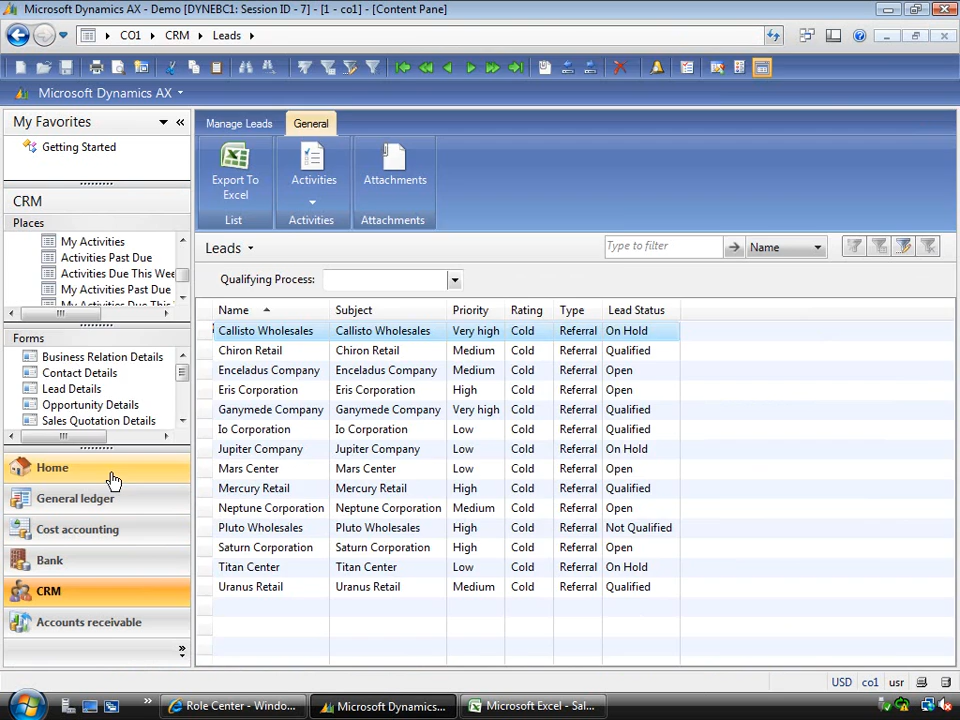 Microsoft Dynamics AX - Demo [DYNEBC1: Session ID - 7] - [1 - co1] - [Content Pane]
CO1 CRM Leads
Microsoft Dynamics AX
My Favorites
Getting Started
CRM
Places
My Activities
Activities Past Due
Activities Due This Wee
My Activities Past Due
My Activities Due This
Forms
Business Relation Details
Contact Details
Lead Details
Opportunity Details
Sales Quotation Details
Home
General ledger
Cost accounting
Bank
CRM
Accounts receivable
Manage Leads General
Export To Excel
Activities
Attachments
List Activities Attachments
Leads Type to filter Name
Qualifying Process:
Name Subject Priority Rating Type Lead Status
Callisto Wholesales Callisto Wholesales Very high Cold Referral On Hold
Chiron Retail Chiron Retail Medium Cold Referral Qualified
Enceladus Company Enceladus Company Medium Cold Referral Open
Eris Corporation Eris Corporation High Cold Referral Open
Ganymede Company Ganymede Company Very high Cold Referral Qualified
Io Corporation Io Corporation Low Cold Referral Qualified
Jupiter Company Jupiter Company Low Cold Referral On Hold
Mars Center Mars Center Low Cold Referral Open
Mercury Retail Mercury Retail High Cold Referral Qualified
Neptune Corporation Neptune Corporation Medium Cold Referral Open
Pluto Wholesales Pluto Wholesales High Cold Referral Not Qualified
Saturn Corporation Saturn Corporation High Cold Referral Open
Titan Center Titan Center Low Cold Referral On Hold
Uranus Retail Uranus Retail Medium Cold Referral Qualified
USD co1 usr
Role Center - Windo... Microsoft Dynamics... Microsoft Excel - Sal...